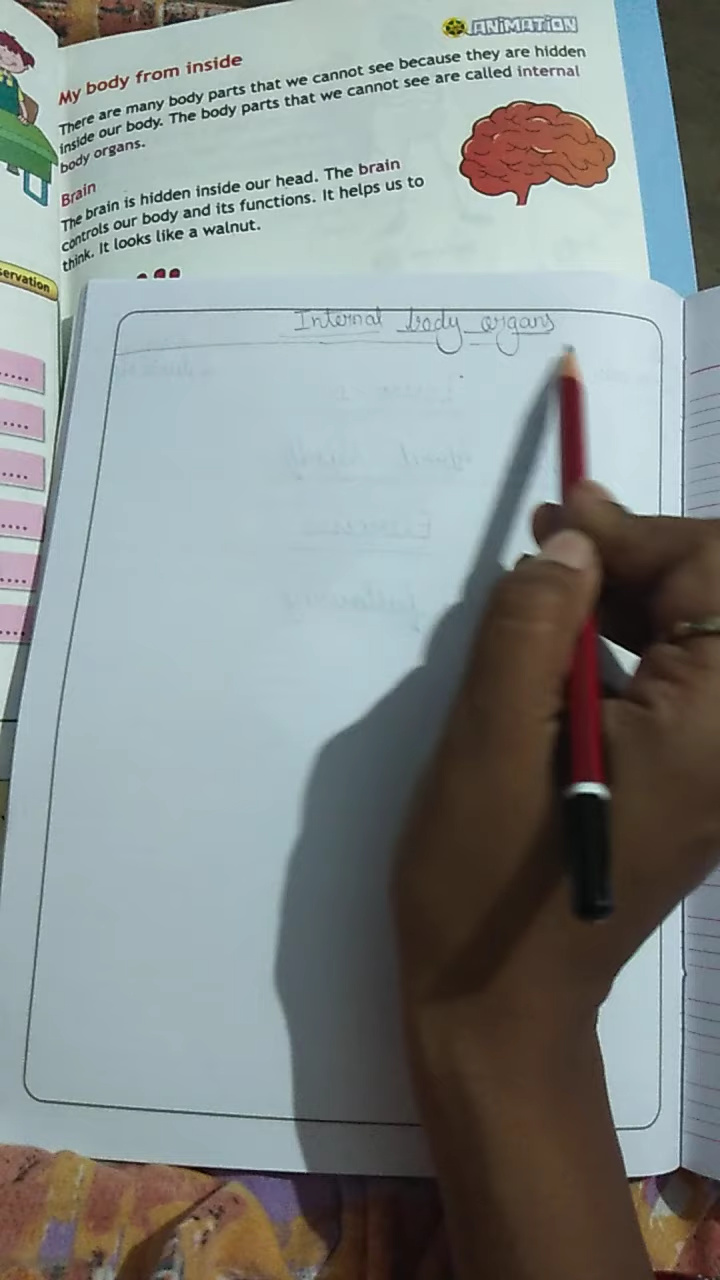 ANIMATION
My body from inside
There are many body parts that we cannot see because they are hidden
inside our body. The body parts that we cannot see are called internal
body organs.
Brain
The brain is hidden inside our head. The brain
controls our body and its functions. It helps us to
think. It looks like a walnut.
ervation
Internal body organs